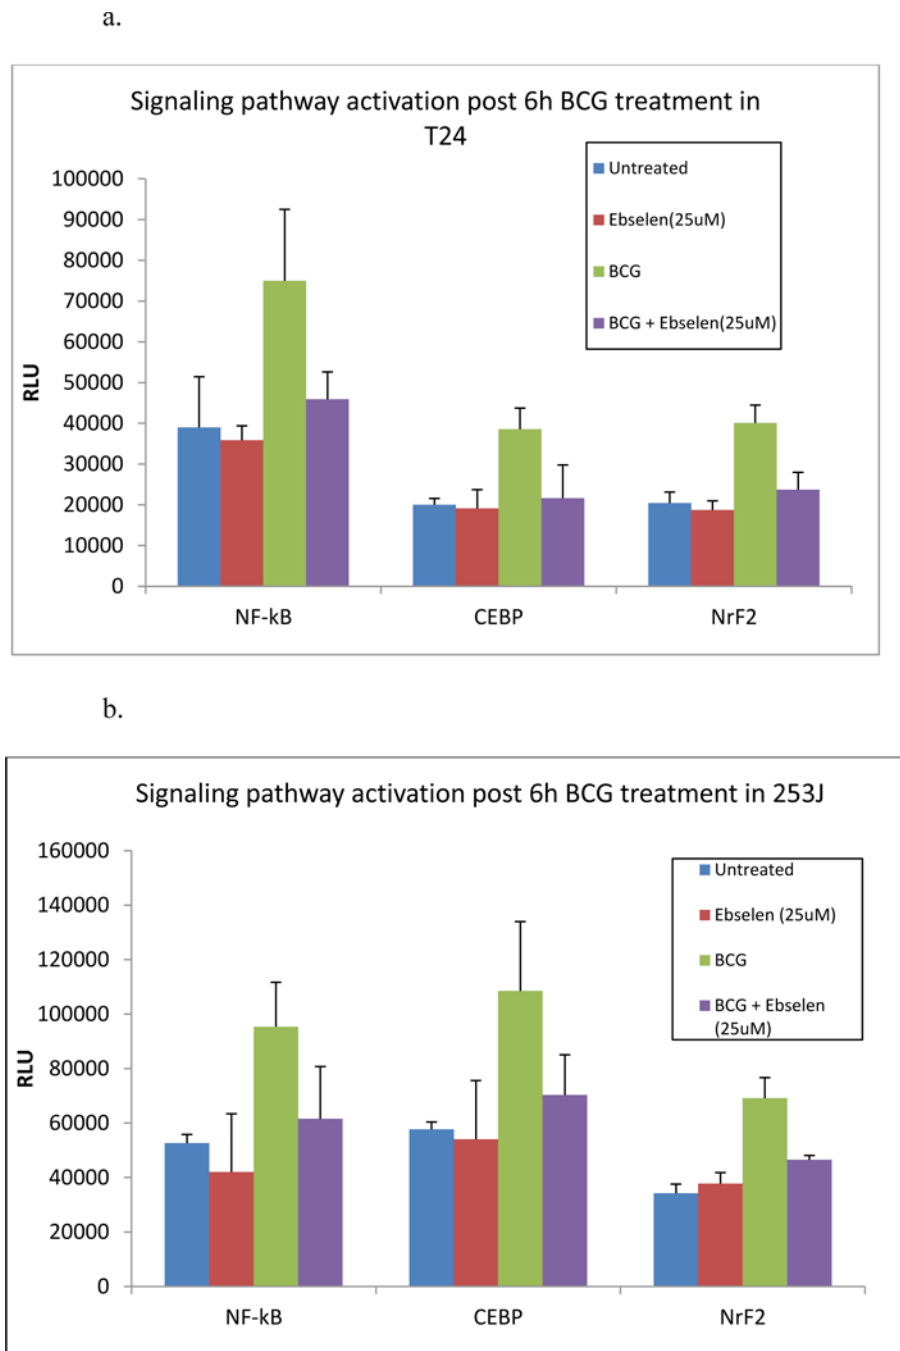 a.
Signaling pathway activation post 6h BCG treatment in
T24
Untreated
Ebselen(25uM)
BCG
BCG + Ebselen(25uM)
100000
90000
80000
70000
60000
50000
40000
30000
20000
10000
0
RLU
NF-kB
CEBP
NrF2
b.
Signaling pathway activation post 6h BCG treatment in 253J
Untreated
Ebselen (25uM)
BCG
BCG + Ebselen
(25uM)
160000
140000
120000
100000
80000
60000
40000
20000
0
RLU
NF-kB
CEBP
NrF2